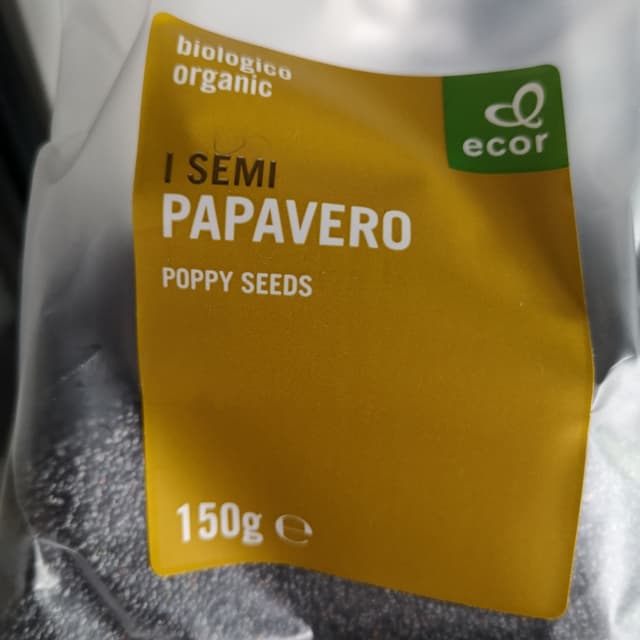 biologico
organic
ecor
I SEMI
PAPAVERO
POPPY SEEDS
150g ℮